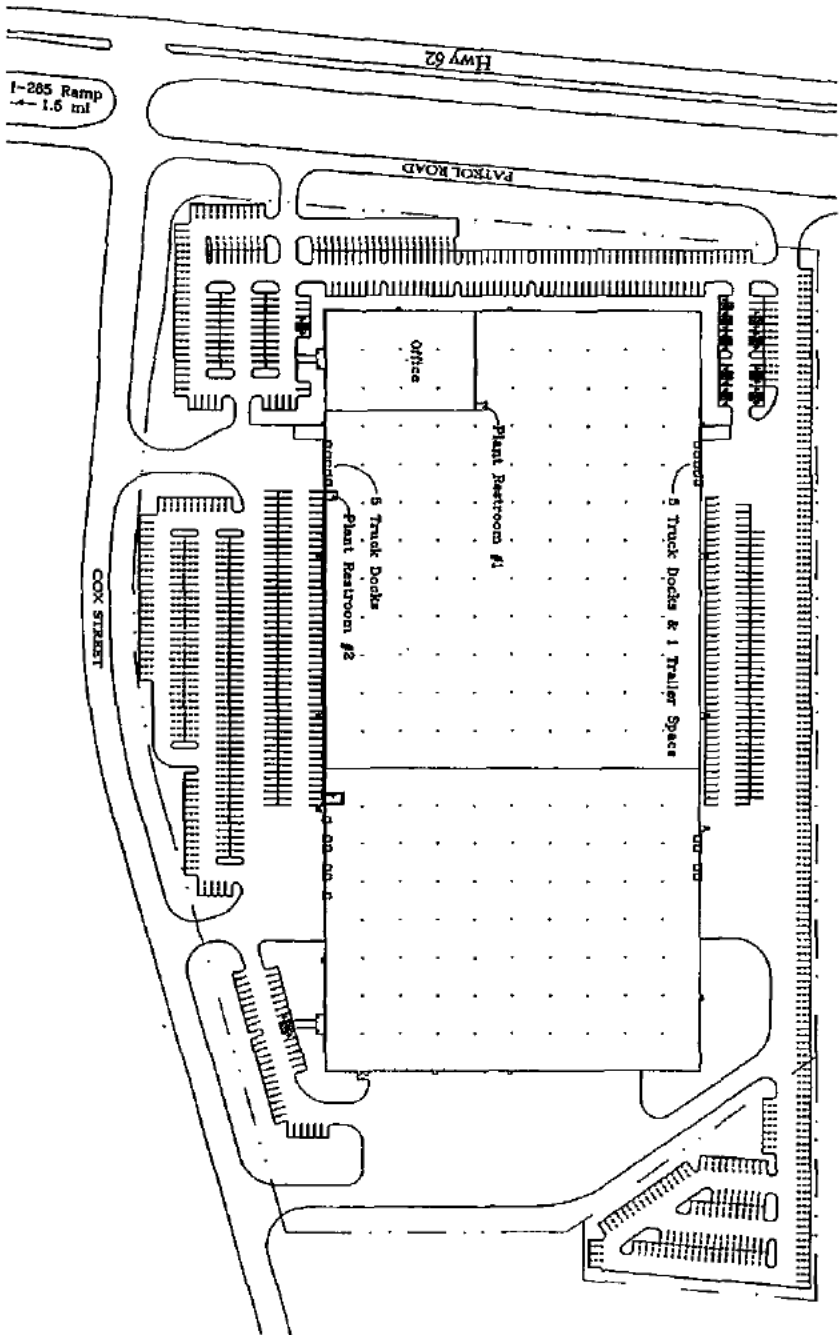 Hwy 62
I-265 Ramp
← 1.5 mi
PATROL ROAD
Office
Plant Restroom #1
5 Truck Docks
Plant Restroom #2
5 Truck Docks & 1 Trailer Space
COX STREET